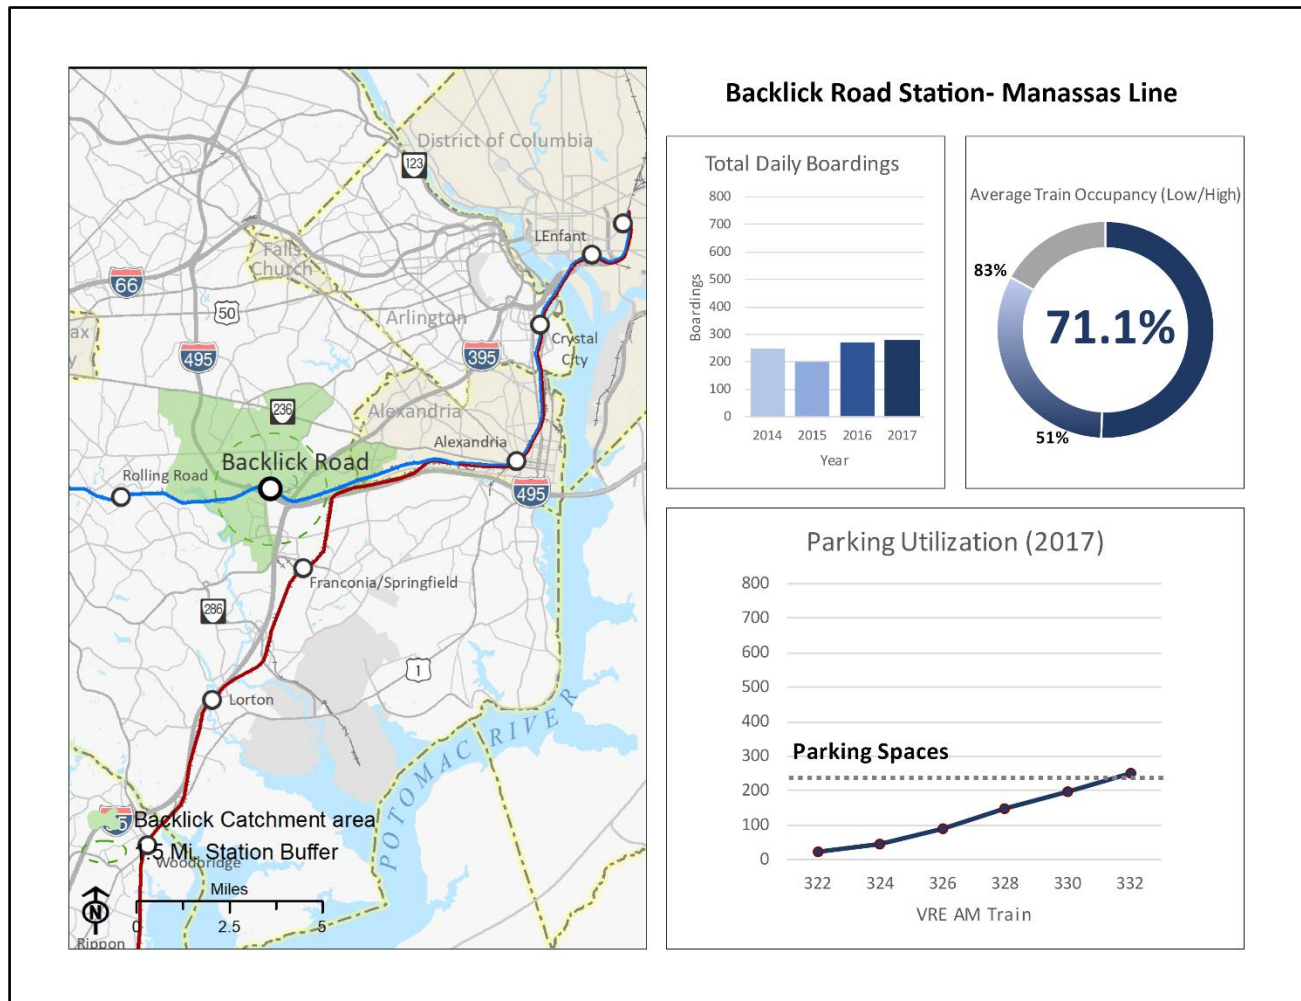 Backlick Road Station- Manassas Line
District of Columbia
123
LEnfant
Falls
Church
66
50
Arlington
Crystal
City
495
395
236
Alexandria
Alexandria
Backlick Road
Rolling Road
495
Franconia/Springfield
286
1
Lorton
POTOMAC RIVER
Backlick Catchment area
Mi. Station Buffer
Woodbridge
Miles
0 2.5 5
N
Rippon
Total Daily Boardings
800
700
600
500
400
300
200
100
0
Boardings
2014 2015 2016 2017
Year
Average Train Occupancy (Low/High)
83%
71.1%
51%
Parking Utilization (2017)
800
700
600
500
400
300
200
100
0
Parking Spaces
322 324 326 328 330 332
VRE AM Train